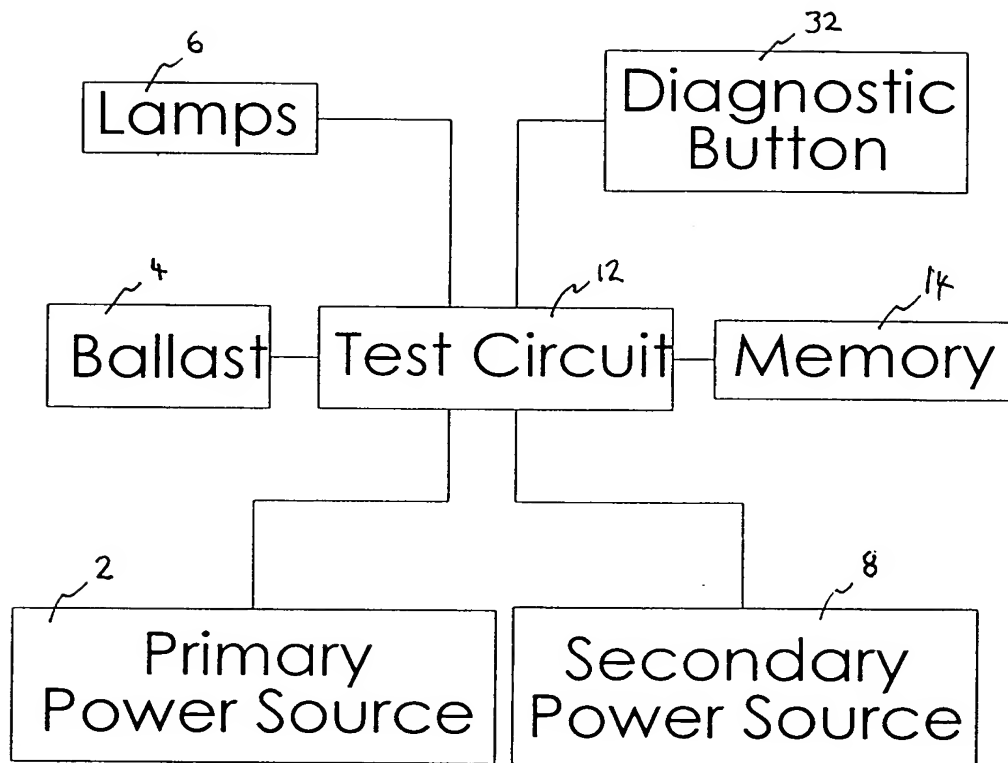 6
Lamps
32
Diagnostic
Button
4
Ballast
12
Test Circuit
14
Memory
2
Primary
Power Source
8
Secondary
Power Source